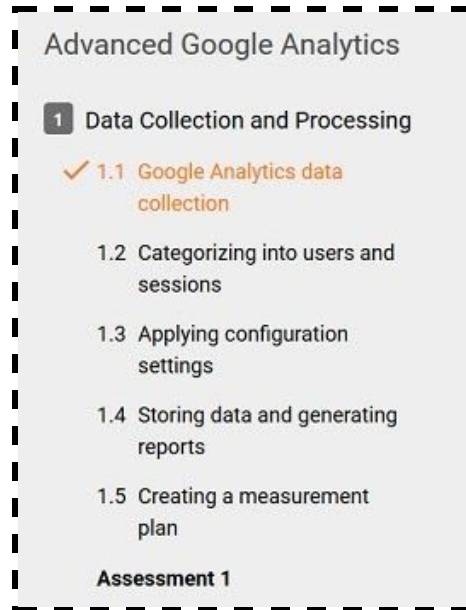 Advanced Google Analytics
1 Data Collection and Processing
1.1 Google Analytics data
collection
1.2 Categorizing into users and
sessions
1.3 Applying configuration
settings
1.4 Storing data and generating
reports
1.5 Creating a measurement
plan
Assessment 1